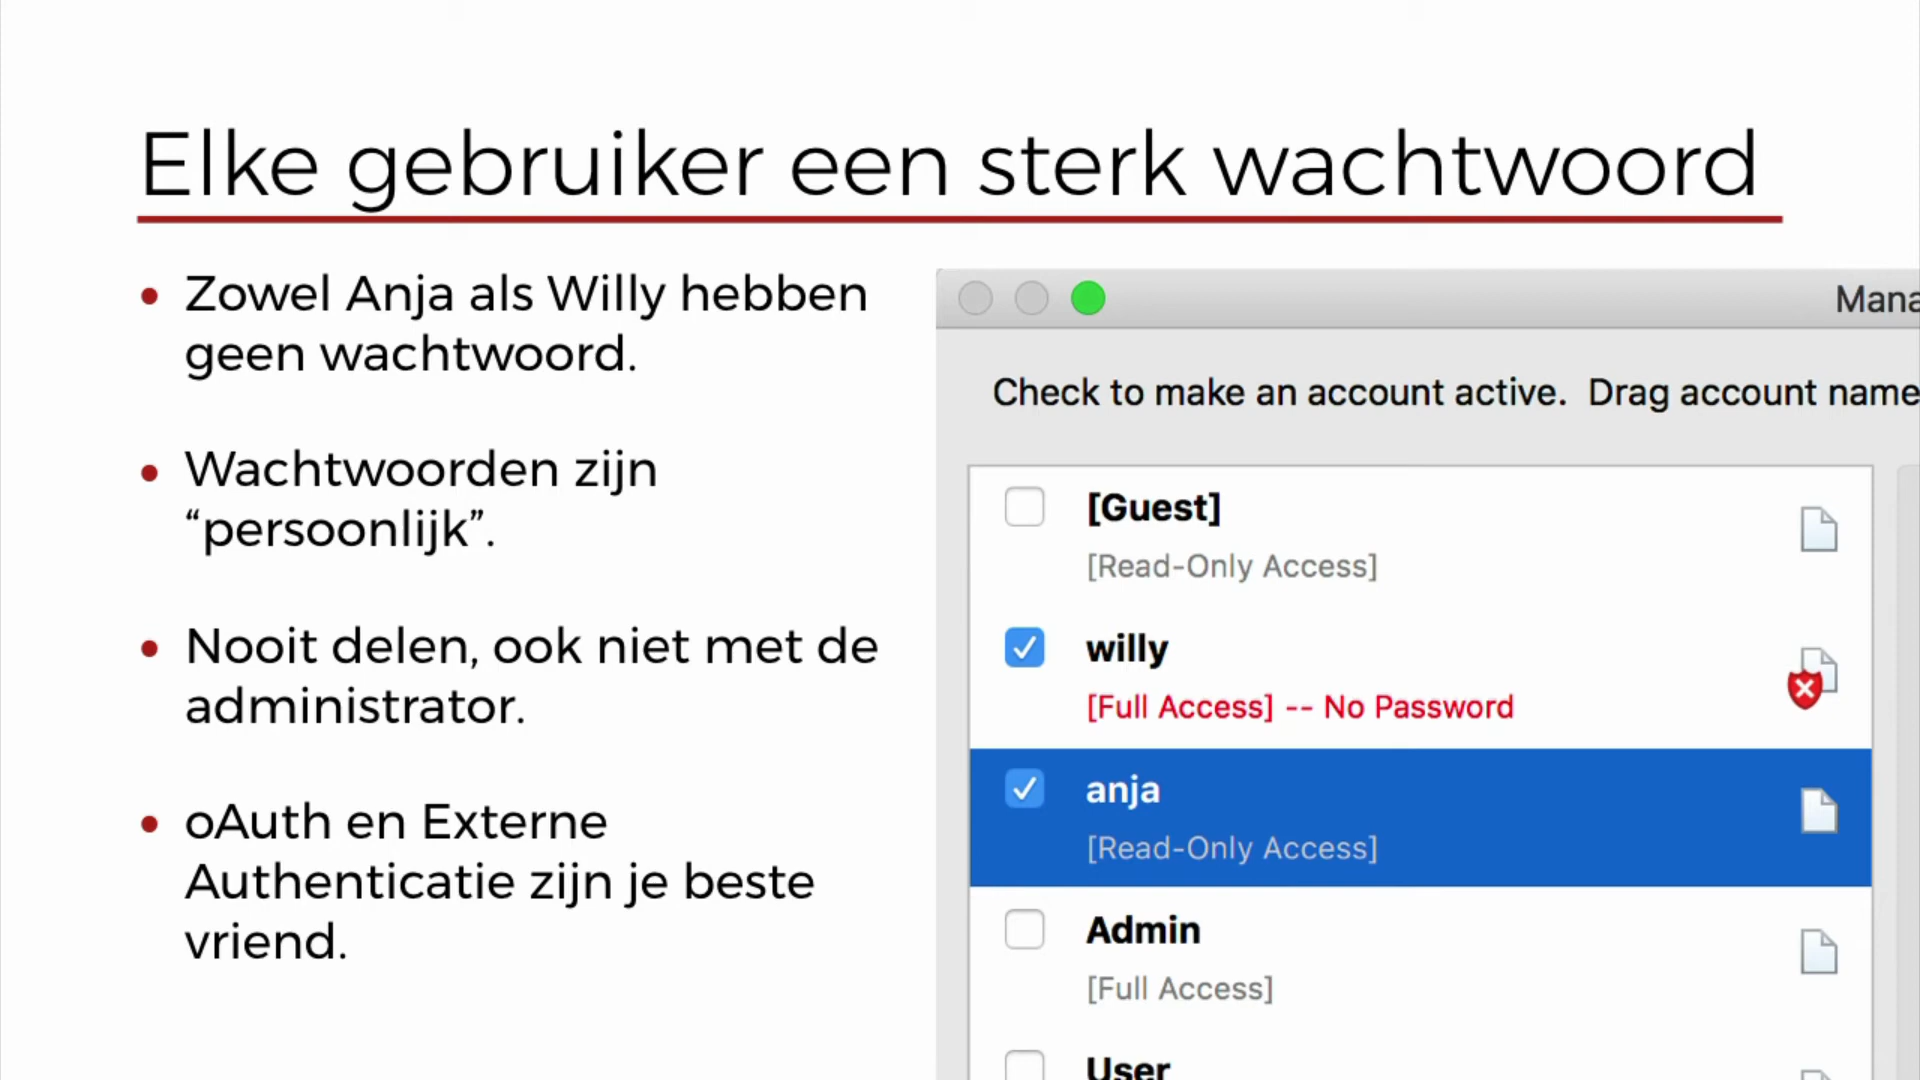 Elke gebruiker een sterk wachtwoord
• Zowel Anja als Willy hebben
geen wachtwoord.
• Wachtwoorden zijn
“persoonlijk”.
• Nooit delen, ook niet met de
administrator.
• oAuth en Externe
Authenticatie zijn je beste
vriend.
Mana
Check to make an account active.  Drag account name
[Guest]
[Read-Only Access]
willy
[Full Access] -- No Password
anja
[Read-Only Access]
Admin
[Full Access]
User